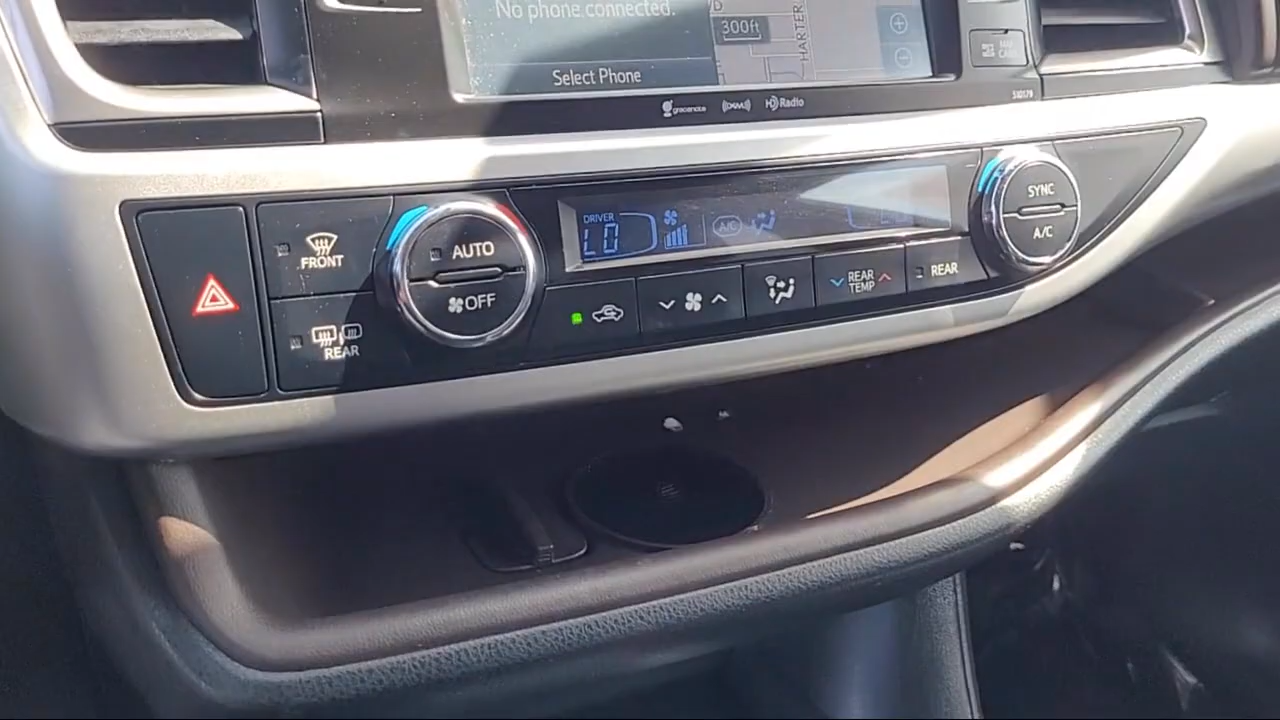 No phone connected.
300ft
HARTER
Select Phone
gracenote
HD Radio
510179
FRONT
REAR
AUTO
OFF
DRIVER
LO
A/C
REAR
TEMP
REAR
SYNC
A/C